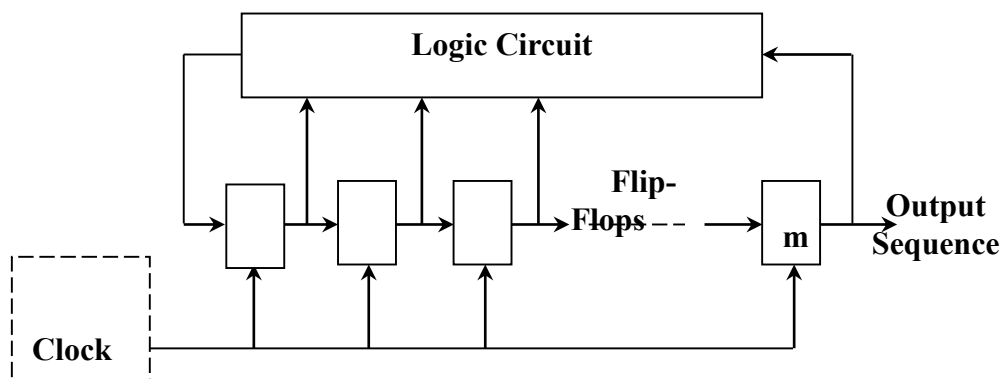 Logic Circuit
Flip-
Flops
m
Output
Sequence
Clock